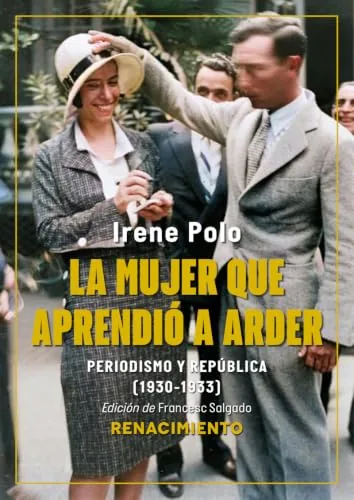 Irene Polo
LA MUJER QUE
APRENDIÓ A ARDER
PERIODISMO Y REPÚBLICA
(1930-1933)
Edición de Francesc Salgado
RENACIMIENTO